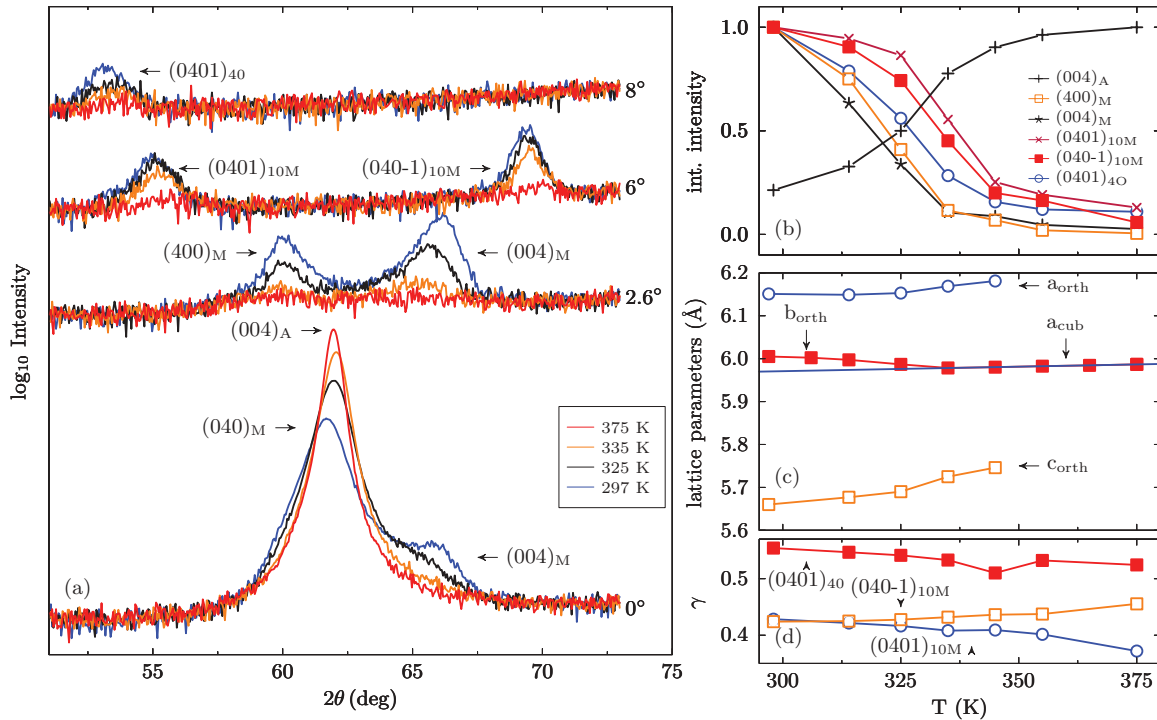 (0401)₄₀
8°
(0401)₁₀M
(040-1)₁₀M
6°
(400)M
(004)M
2.6°
(004)A
(040)M
375 K
335 K
325 K
297 K
(004)M
(a)
0°
log₁₀ Intensity
55
60
65
70
75
2θ (deg)
1.0
0.5
0.0
int. intensity
(004)A
(400)M
(004)M
(0401)₁₀M
(040-1)₁₀M
(0401)₄O
(b)
6.2
6.1
6.0
5.9
5.8
5.7
5.6
lattice parameters (Å)
a orth
b orth
a cub
c orth
(c)
0.5
0.4
γ
(0401)₄₀
(040-1)₁₀M
(0401)₁₀M
(d)
300
325
350
375
T (K)